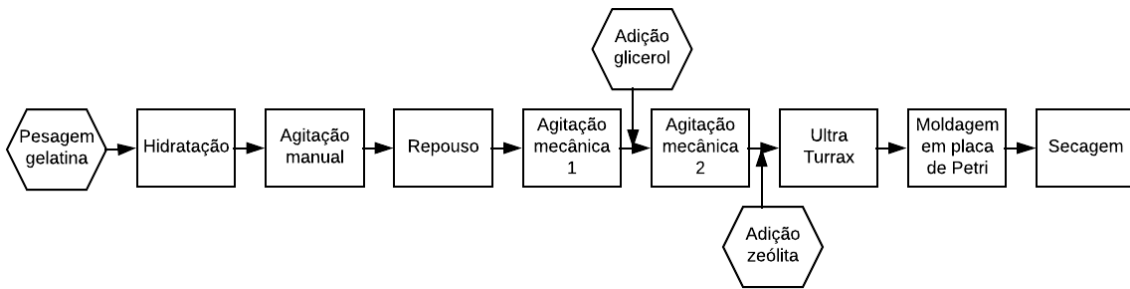 Adição
glicerol
Pesagem
gelatina
Hidratação
Agitação
manual
Repouso
Agitação
mecânica
1
Agitação
mecânica
2
Ultra
Turrax
Moldagem
em placa
de Petri
Secagem
Adição
zeólita